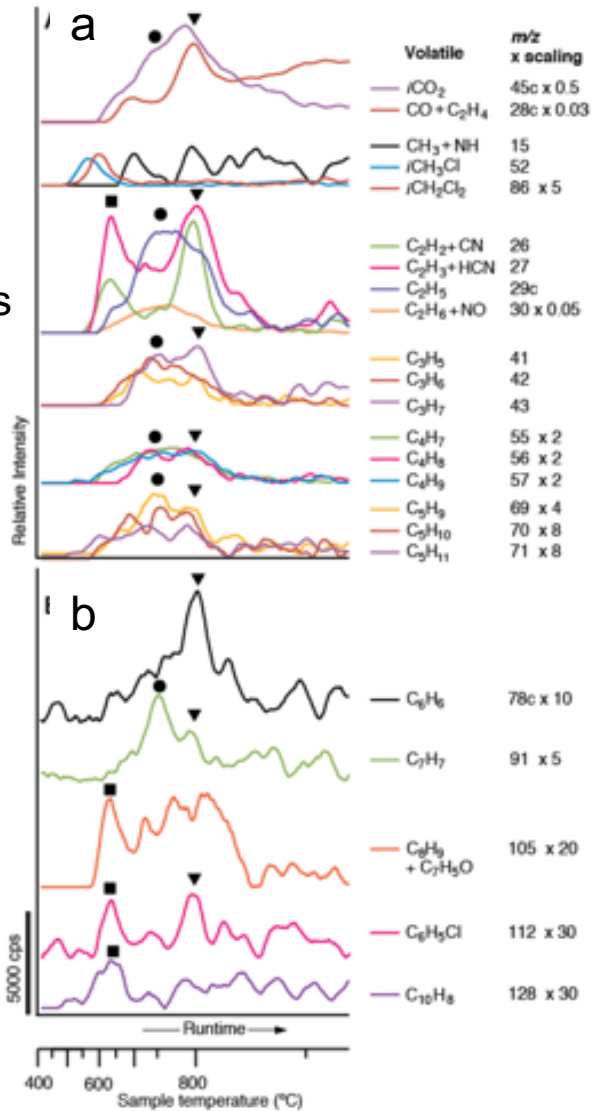 a
Volatile m/z x scaling
iCO₂ 45c x 0.5
CO + C₂H₄ 28c x 0.03
CH₃ + NH 15
iCH₃Cl 52
iCH₂Cl₂ 86 x 5
C₂H₂ + CN 26
C₂H₃ + HCN 27
s
C₂H₅ 29c
C₂H₆ + NO 30 x 0.05
C₃H₅ 41
C₃H₆ 42
C₃H₇ 43
C₄H₇ 55 x 2
C₄H₈ 56 x 2
C₄H₉ 57 x 2
C₅H₉ 69 x 4
C₅H₁₀ 70 x 8
C₅H₁₁ 71 x 8
Relative Intensity
b
C₆H₆ 78c x 10
C₇H₇ 91 x 5
C₈H₉ 105 x 20
+ C₇H₅O
C₆H₅Cl 112 x 30
C₁₀H₈ 128 x 30
5000 cps
Runtime
400 600 800
Sample temperature (ºC)